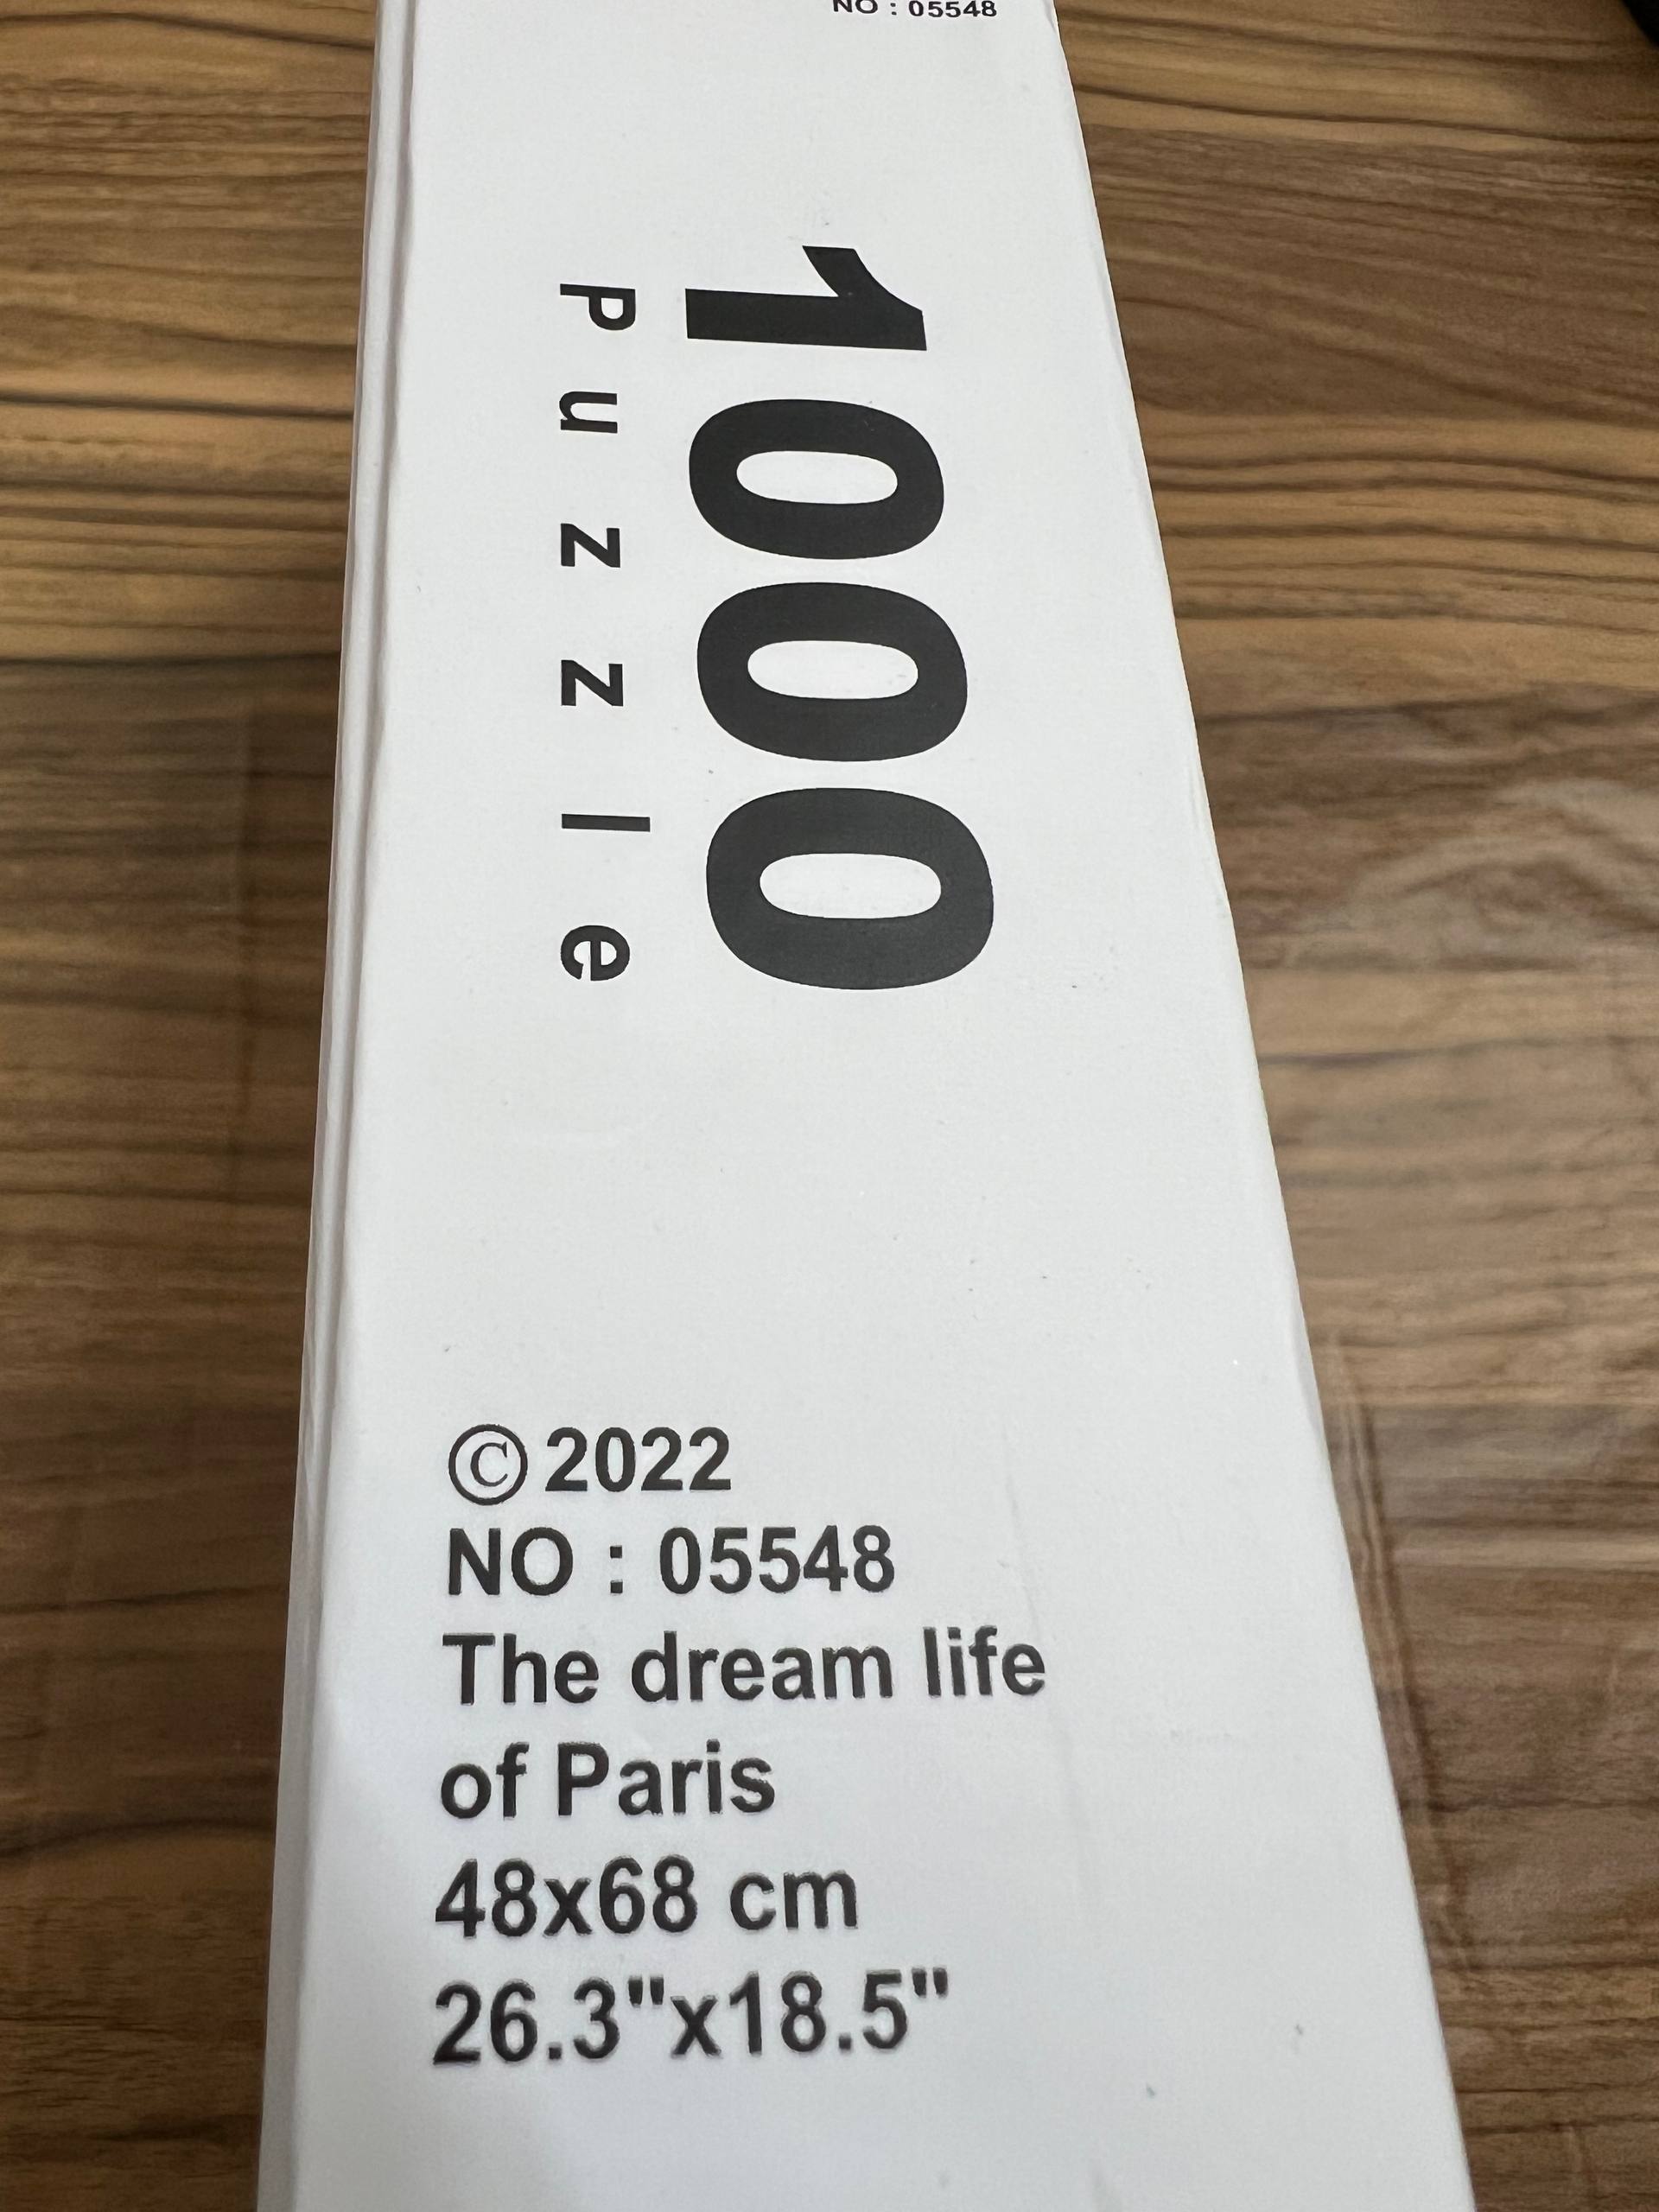 NO : 05548
1000
Puzzle
©2022
NO : 05548
The dream life
of Paris
48x68 cm
26.3"x18.5"